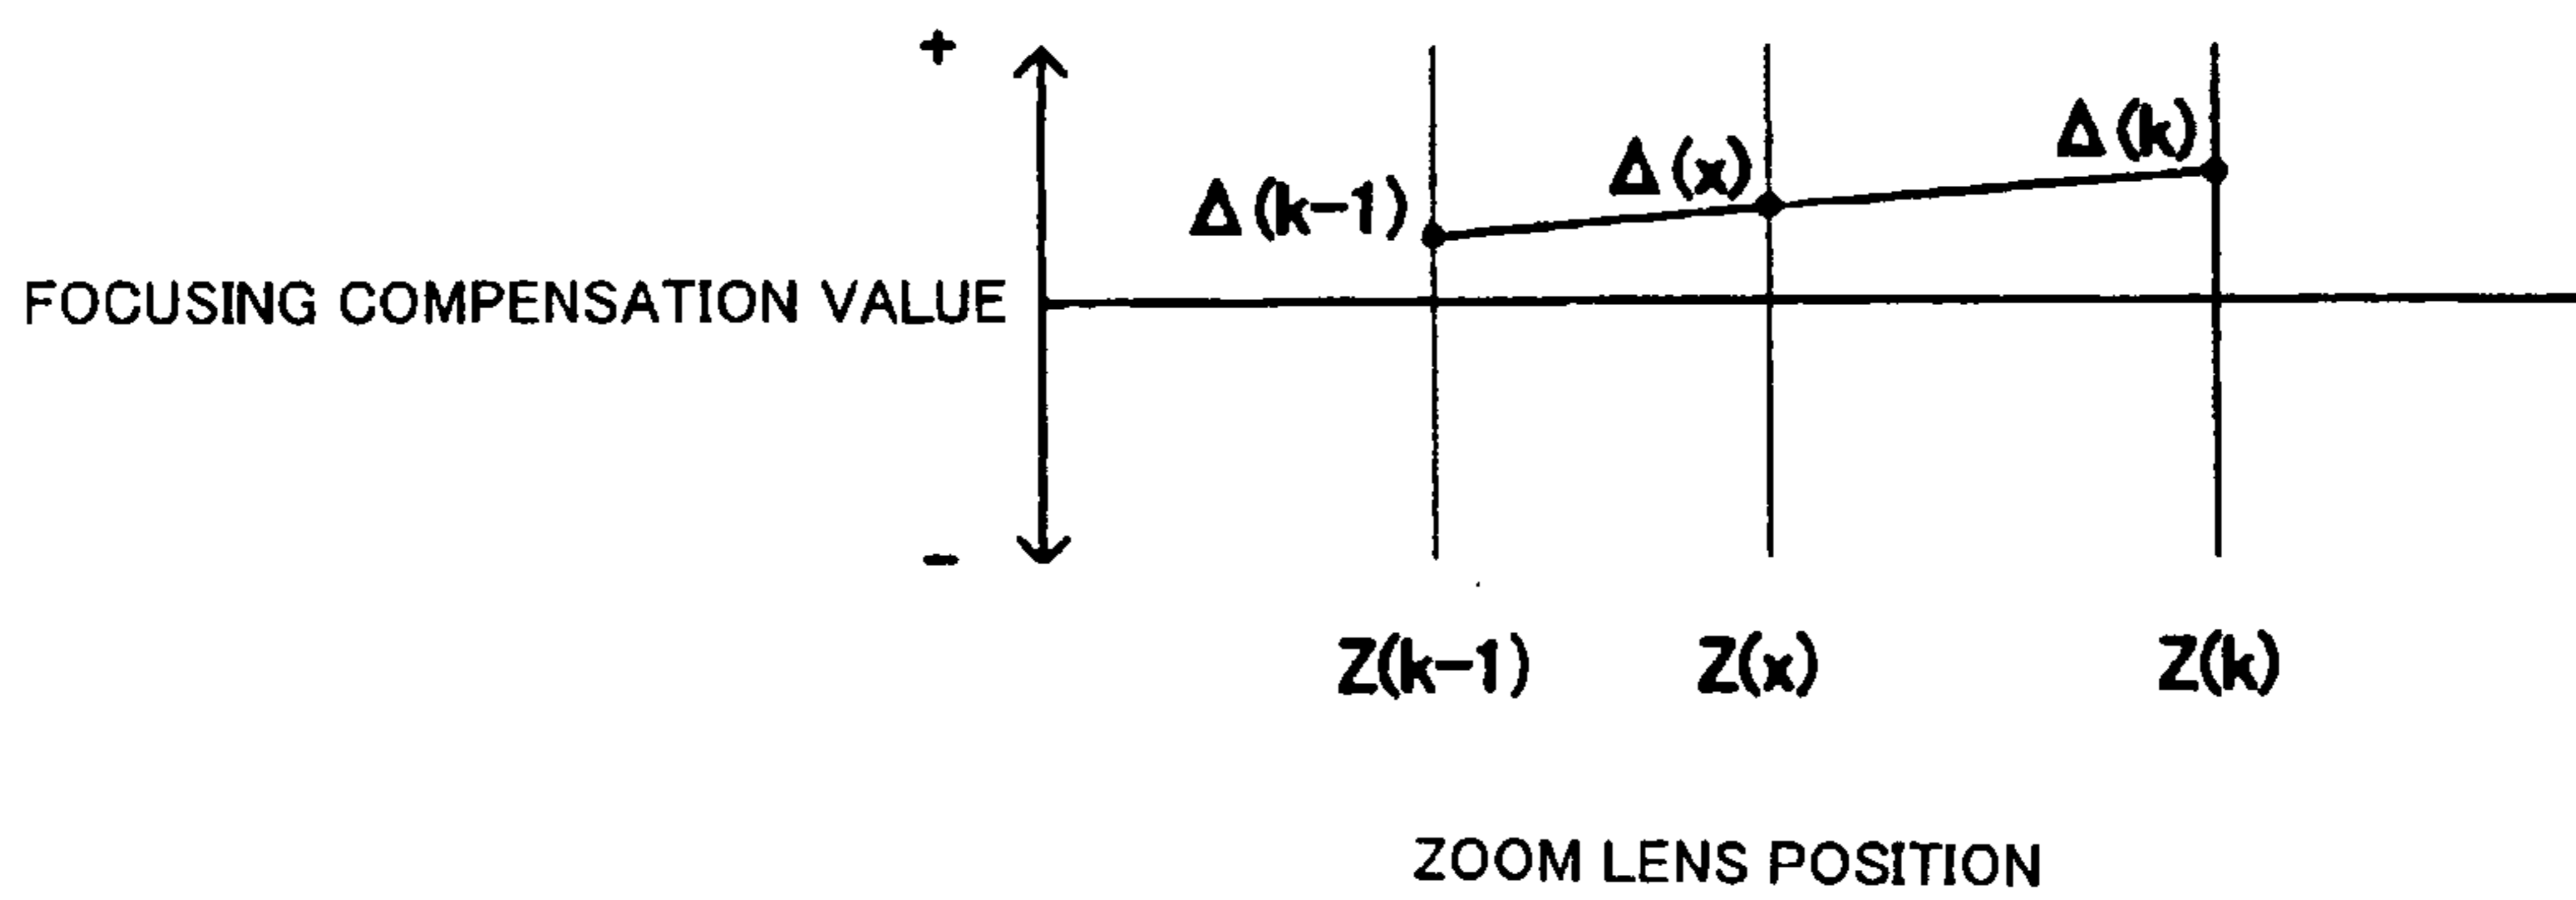 +
Δ(k)
Δ(x)
Δ(k-1)
FOCUSING COMPENSATION VALUE
-
Z(k-1) Z(x) Z(k)
ZOOM LENS POSITION